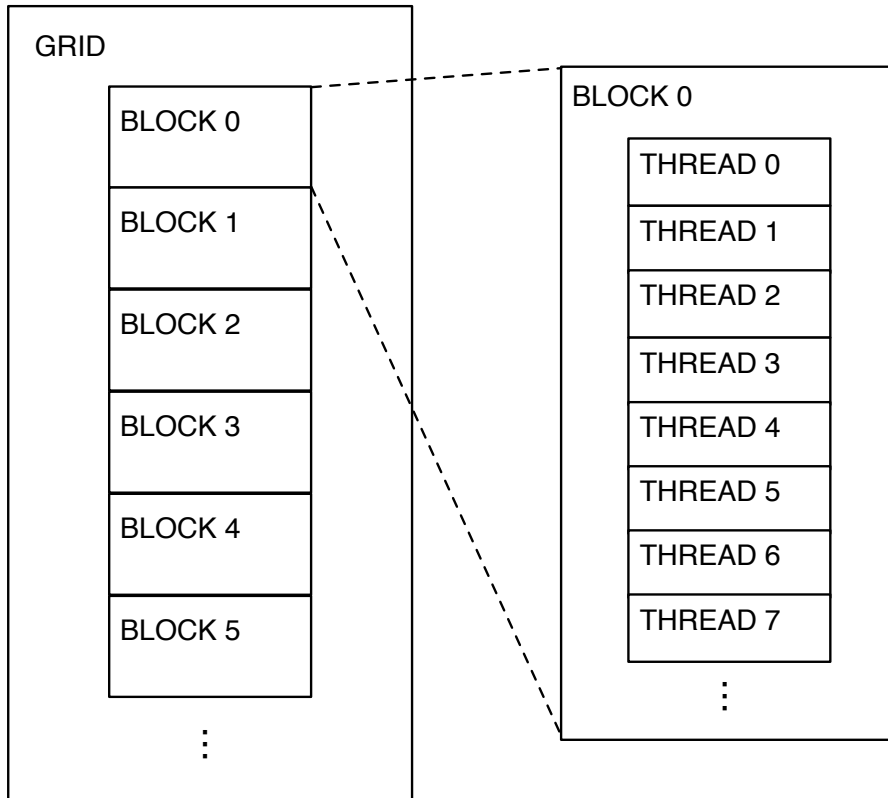 GRID
BLOCK 0
BLOCK 1
BLOCK 2
BLOCK 3
BLOCK 4
BLOCK 5
⋮
BLOCK 0
THREAD 0
THREAD 1
THREAD 2
THREAD 3
THREAD 4
THREAD 5
THREAD 6
THREAD 7
⋮